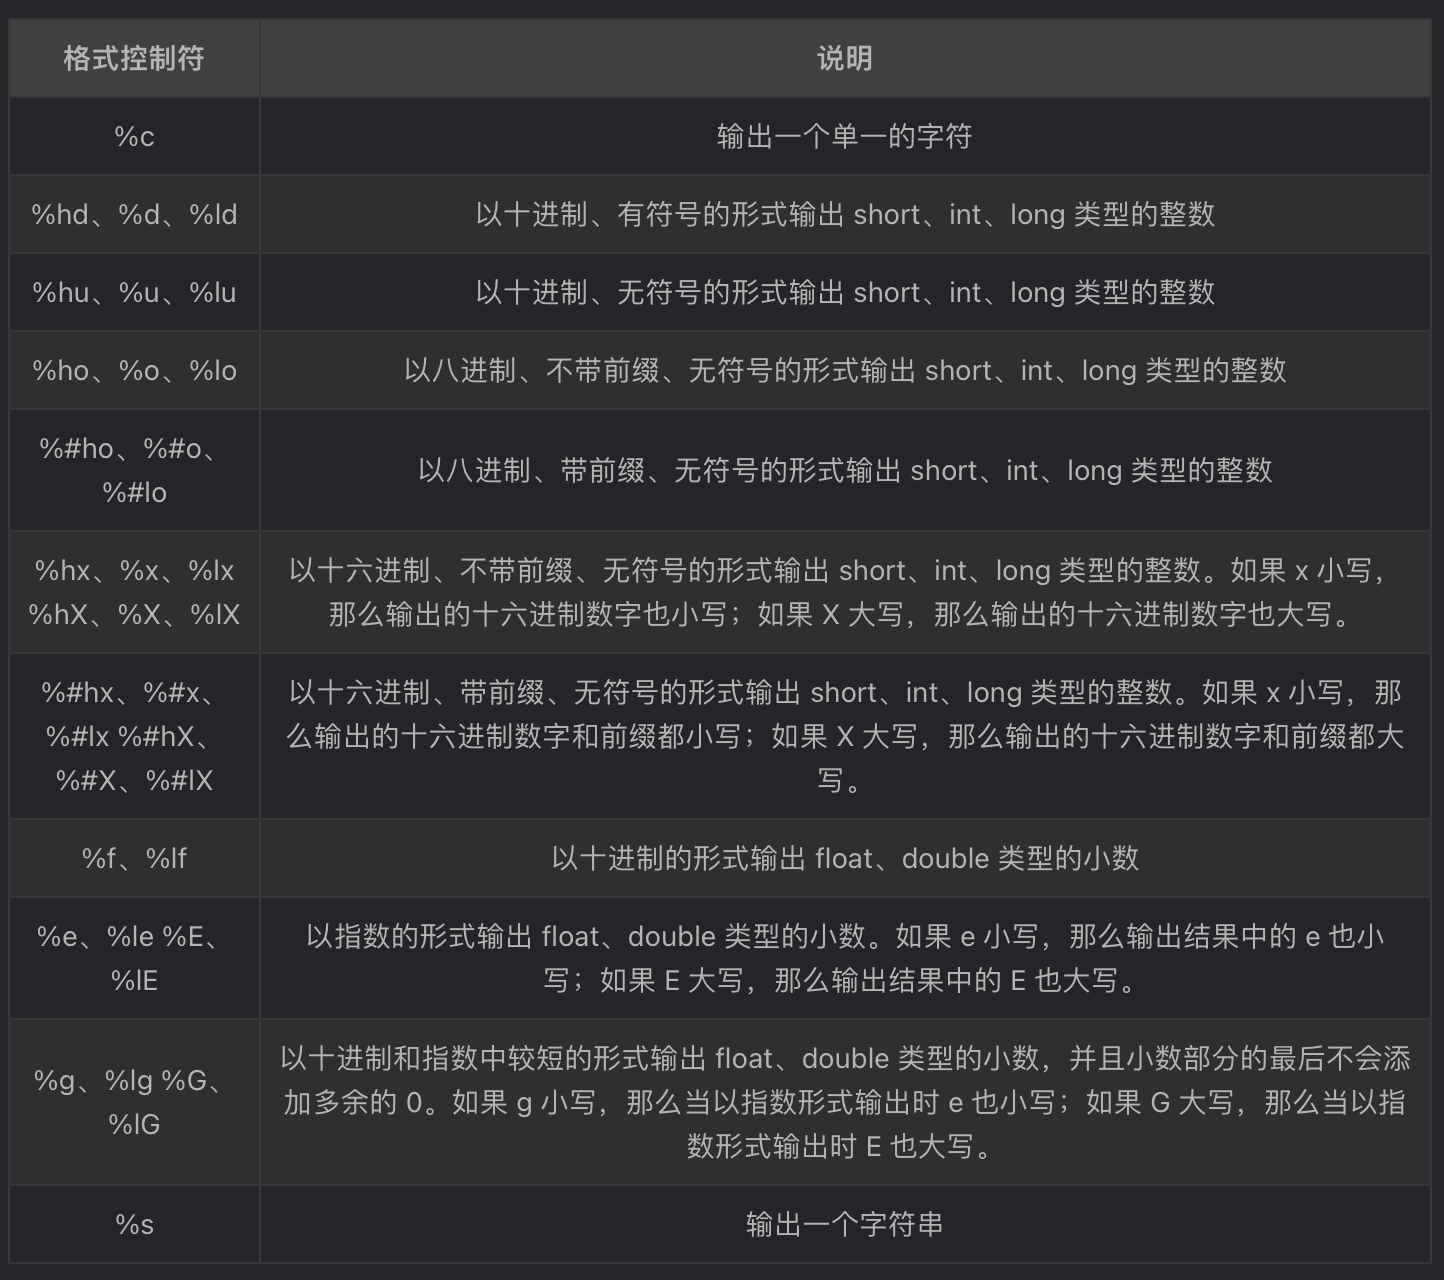 格式控制符
说明
%c
输出一个单一的字符
%hd、%d、%ld
以十进制、有符号的形式输出 short、int、long 类型的整数
%hu、%u、%lu
以十进制、无符号的形式输出 short、int、long 类型的整数
%ho、%o、%lo
以八进制、不带前缀、无符号的形式输出 short、int、long 类型的整数
%#ho、%#o、
%#lo
以八进制、带前缀、无符号的形式输出 short、int、long 类型的整数
%hx、%x、%lx
%hX、%X、%lX
以十六进制、不带前缀、无符号的形式输出 short、int、long 类型的整数。如果 x 小写，
那么输出的十六进制数字也小写；如果 X 大写，那么输出的十六进制数字也大写。
%#hx、%#x、
%#lx %#hX、
%#X、%#lX
以十六进制、带前缀、无符号的形式输出 short、int、long 类型的整数。如果 x 小写，那
么输出的十六进制数字和前缀都小写；如果 X 大写，那么输出的十六进制数字和前缀都大
写。
%f、%lf
以十进制的形式输出 float、double 类型的小数
%e、%le %E、
%lE
以指数的形式输出 float、double 类型的小数。如果 e 小写，那么输出结果中的 e 也小
写；如果 E 大写，那么输出结果中的 E 也大写。
%g、%lg %G、
%lG
以十进制和指数中较短的形式输出 float、double 类型的小数，并且小数部分的最后不会添
加多余的 0。如果 g 小写，那么当以指数形式输出时 e 也小写；如果 G 大写，那么当以指
数形式输出时 E 也大写。
%s
输出一个字符串